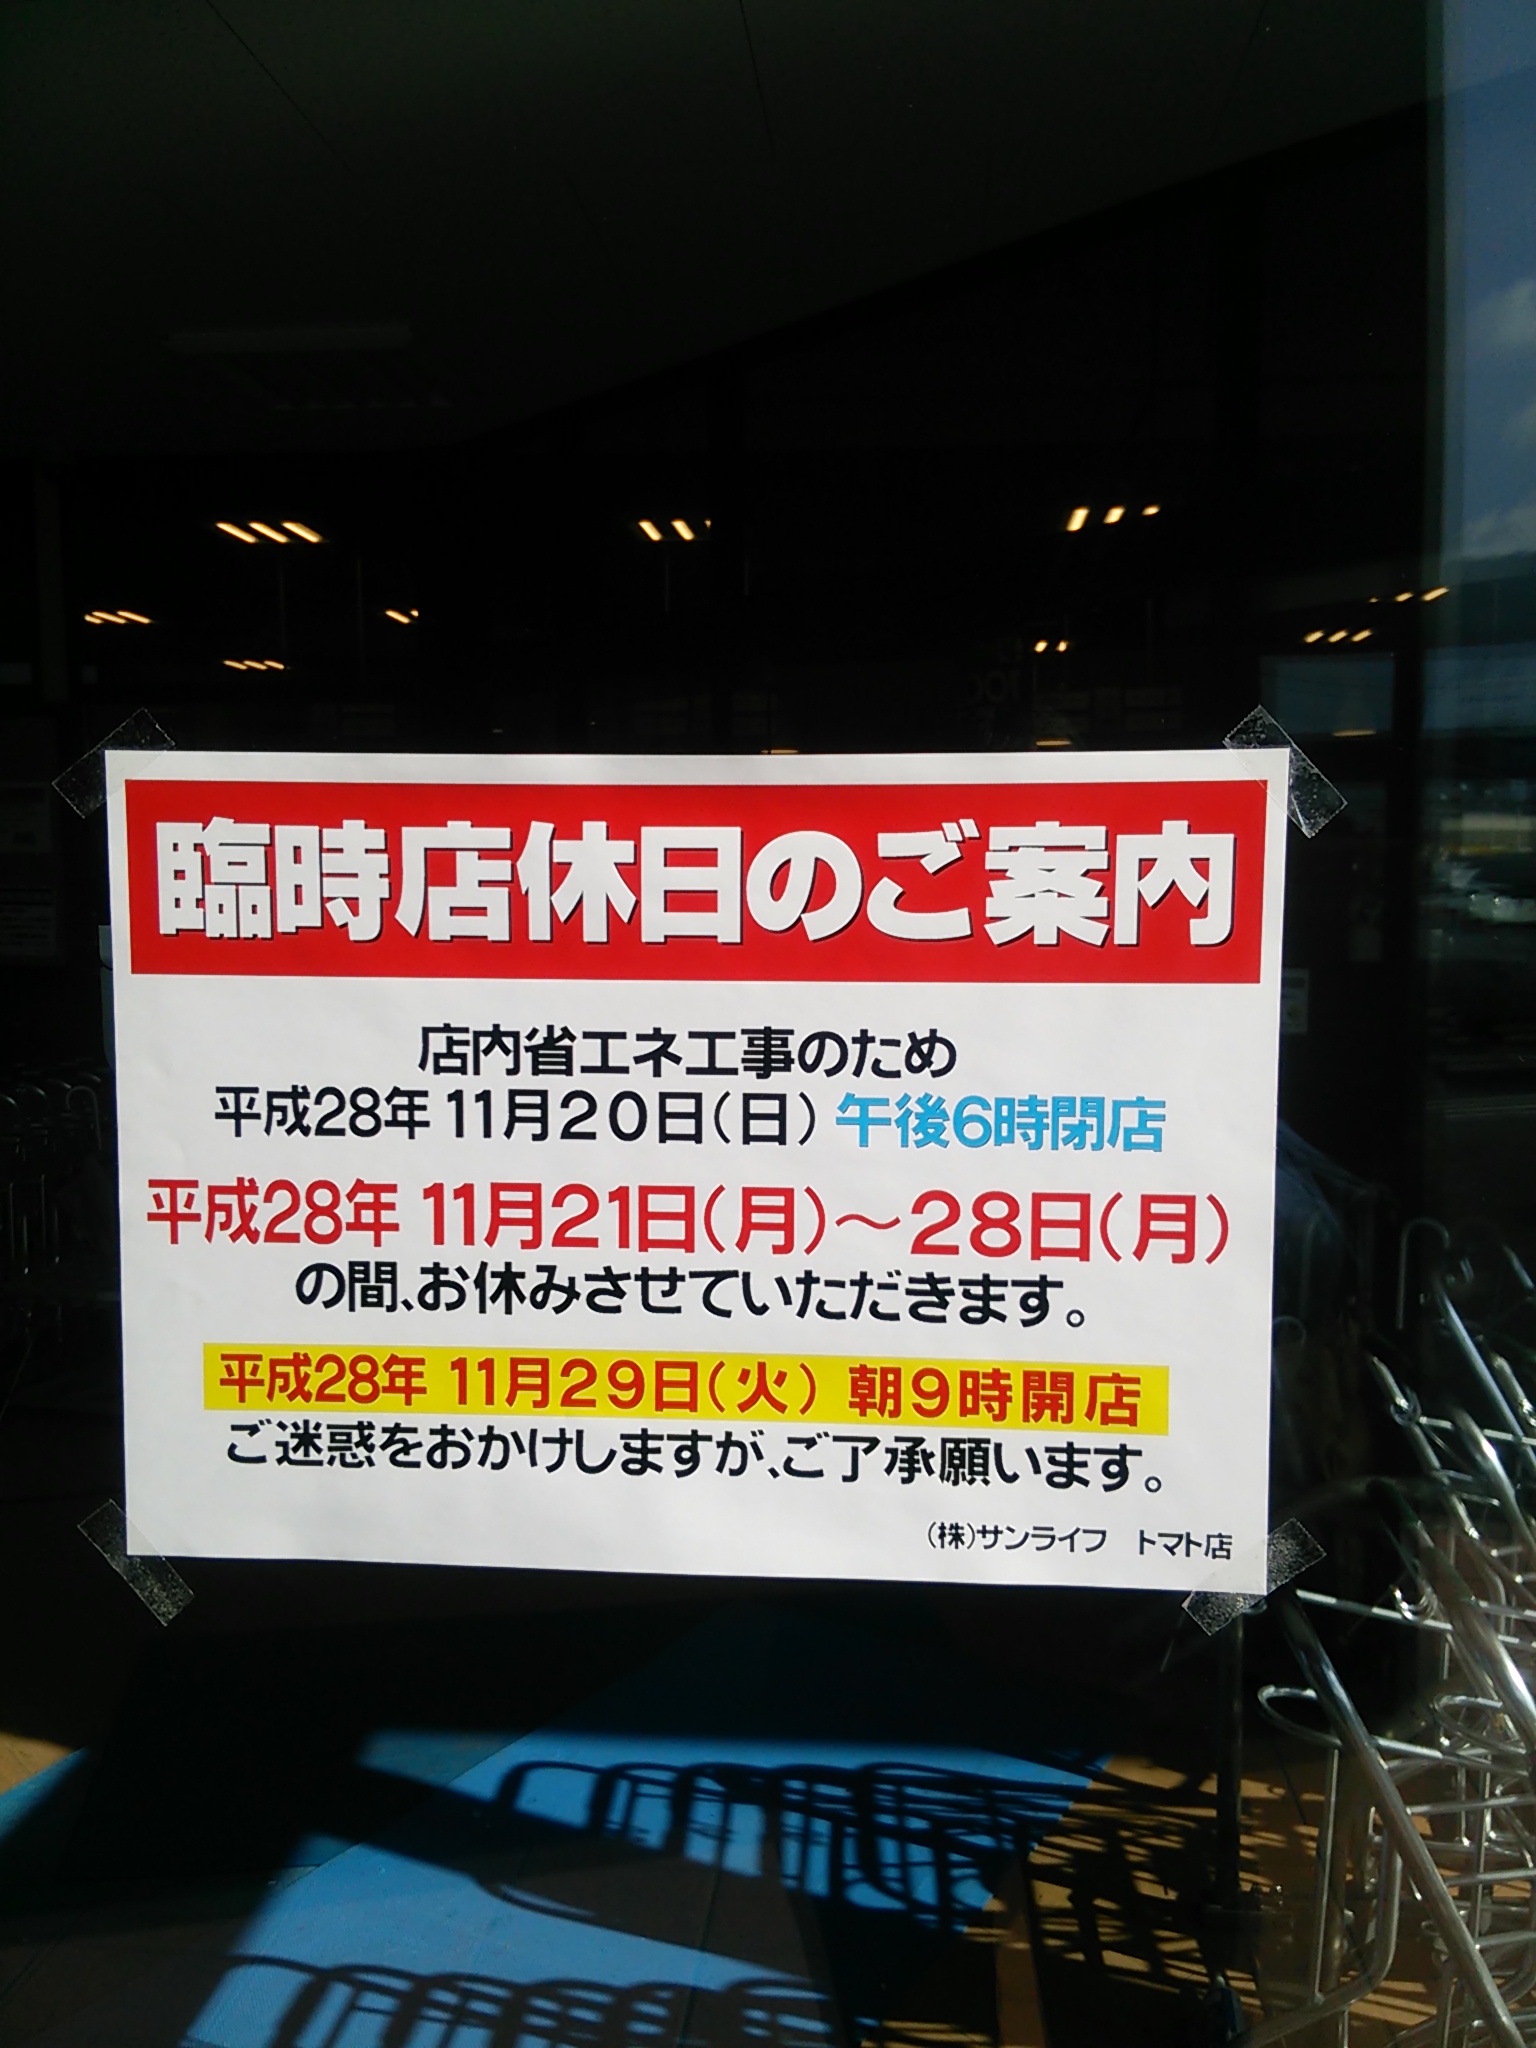 臨時店休日のご案内
店内省エネ工事のため
平成28年 11月20日(日) 午後6時閉店
平成28年 11月21日(月)～28日(月)
の間、お休みさせていただきます。
平成28年 11月29日(火) 朝9時開店
ご迷惑をおかけしますが、ご了承願います。
(株)サンライフ　トマト店